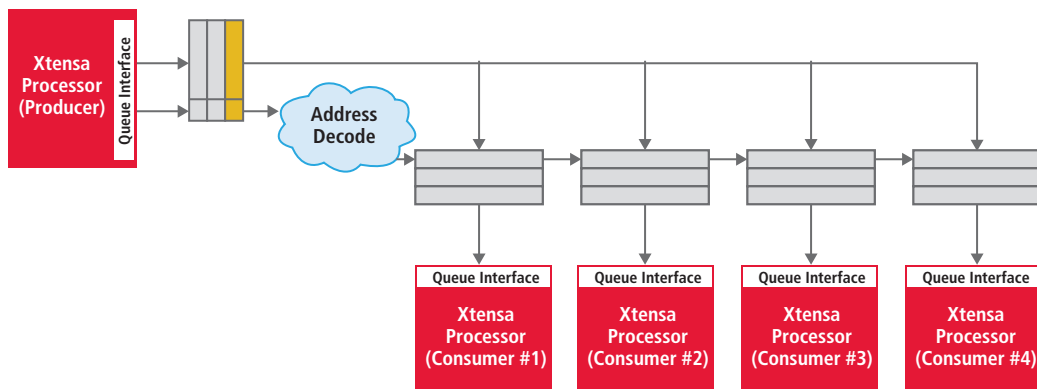 Xtensa
Processor
(Producer)
Queue Interface
Address
Decode
Queue Interface
Xtensa
Processor
(Consumer #1)
Queue Interface
Xtensa
Processor
(Consumer #2)
Queue Interface
Xtensa
Processor
(Consumer #3)
Queue Interface
Xtensa
Processor
(Consumer #4)